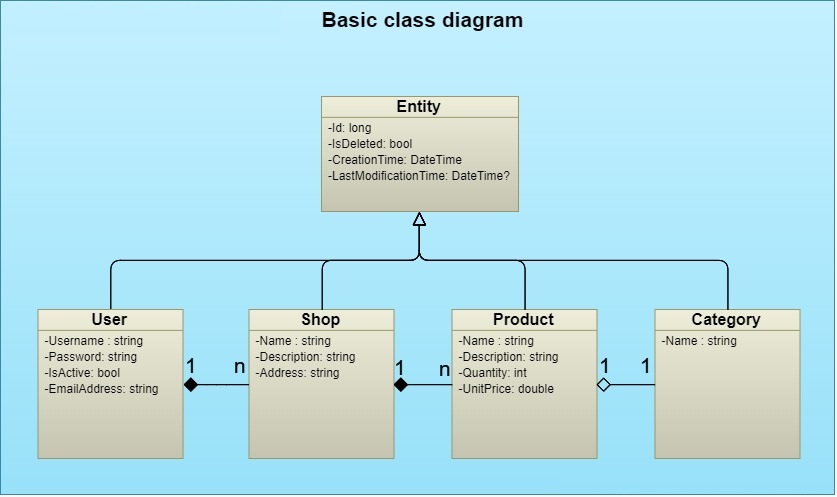 Basic class diagram
Entity
-Id: long
-IsDeleted: bool
-CreationTime: DateTime
-LastModificationTime: DateTime?
User
-Username : string
-Password: string
-IsActive: bool
-EmailAddress: string
1
n
Shop
-Name : string
-Description: string
-Address: string
1
n
Product
-Name : string
-Description: string
-Quantity: int
-UnitPrice: double
1
1
Category
-Name : string